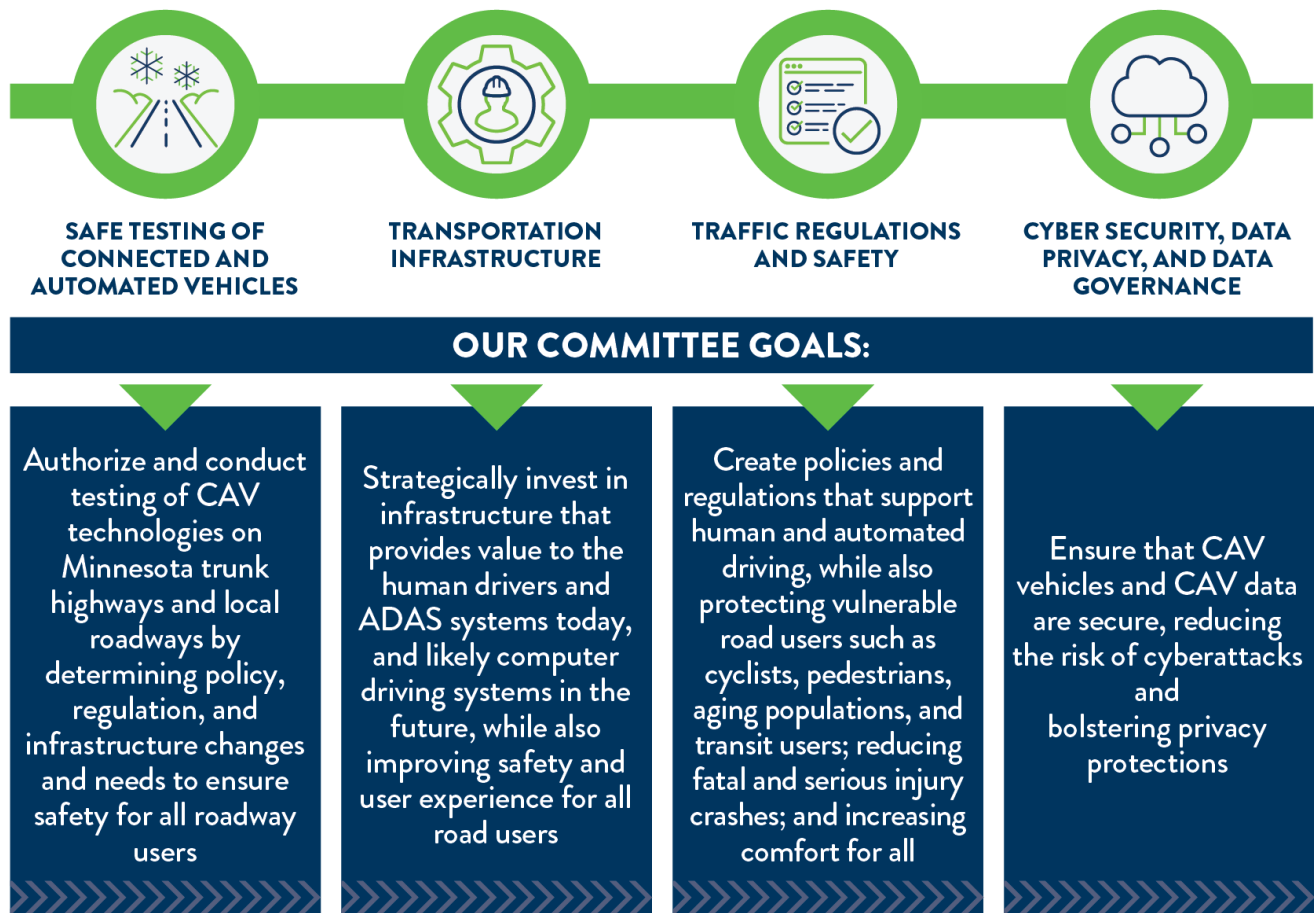 SAFE TESTING OF
CONNECTED AND
AUTOMATED VEHICLES
TRANSPORTATION
INFRASTRUCTURE
TRAFFIC REGULATIONS
AND SAFETY
CYBER SECURITY, DATA
PRIVACY, AND DATA
GOVERNANCE
OUR COMMITTEE GOALS:
Authorize and conduct
testing of CAV
technologies on
Minnesota trunk
highways and local
roadways by
determining policy,
regulation, and
infrastructure changes
and needs to ensure
safety for all roadway
users
Strategically invest in
infrastructure that
provides value to the
human drivers and
ADAS systems today,
and likely computer
driving systems in the
future, while also
improving safety and
user experience for all
road users
Create policies and
regulations that support
human and automated
driving, while also
protecting vulnerable
road users such as
cyclists, pedestrians,
aging populations, and
transit users; reducing
fatal and serious injury
crashes; and increasing
comfort for all
Ensure that CAV
vehicles and CAV data
are secure, reducing
the risk of cyberattacks
and
bolstering privacy
protections